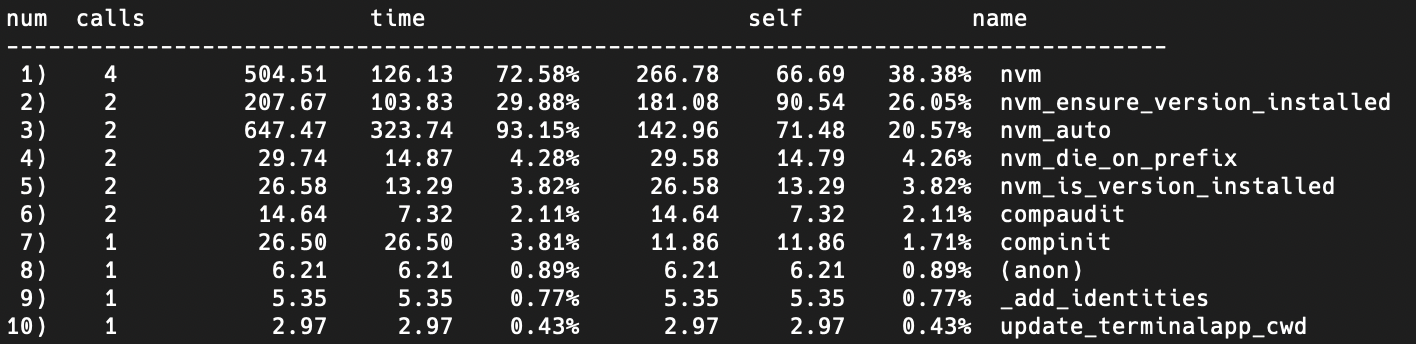 num  calls                time                       self            name
-----------------------------------------------------------------------------------
 1)    4         504.51   126.13   72.58%    266.78    66.69   38.38%  nvm
 2)    2         207.67   103.83   29.88%    181.08    90.54   26.05%  nvm_ensure_version_installed
 3)    2         647.47   323.74   93.15%    142.96    71.48   20.57%  nvm_auto
 4)    2          29.74    14.87    4.28%     29.58    14.79    4.26%  nvm_die_on_prefix
 5)    2          26.58    13.29    3.82%     26.58    13.29    3.82%  nvm_is_version_installed
 6)    2          14.64     7.32    2.11%     14.64     7.32    2.11%  compaudit
 7)    1          26.50    26.50    3.81%     11.86    11.86    1.71%  compinit
 8)    1           6.21     6.21    0.89%      6.21     6.21    0.89%  (anon)
 9)    1           5.35     5.35    0.77%      5.35     5.35    0.77%  _add_identities
10)    1           2.97     2.97    0.43%      2.97     2.97    0.43%  update_terminalapp_cwd